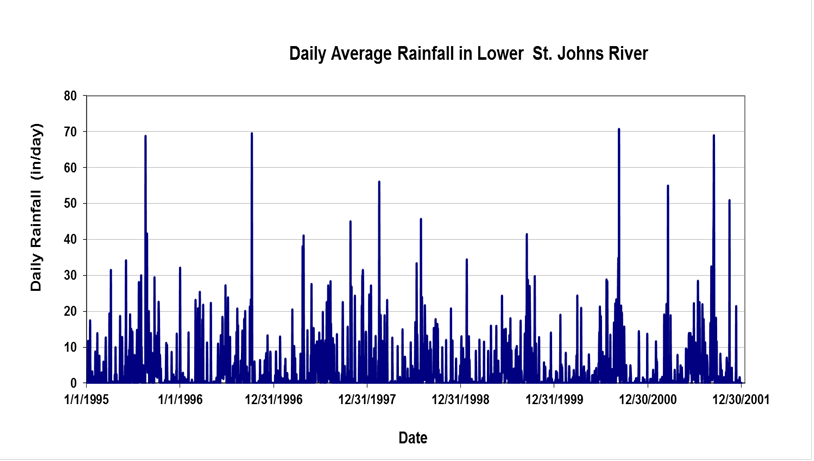 Daily Average Rainfall in Lower St. Johns River
Daily Rainfall (in/day)
80
70
60
50
40
30
20
10
0
1/1/1995 1/1/1996 12/31/1996 12/31/1997 12/31/1998 12/31/1999 12/30/2000 12/30/2001
Date